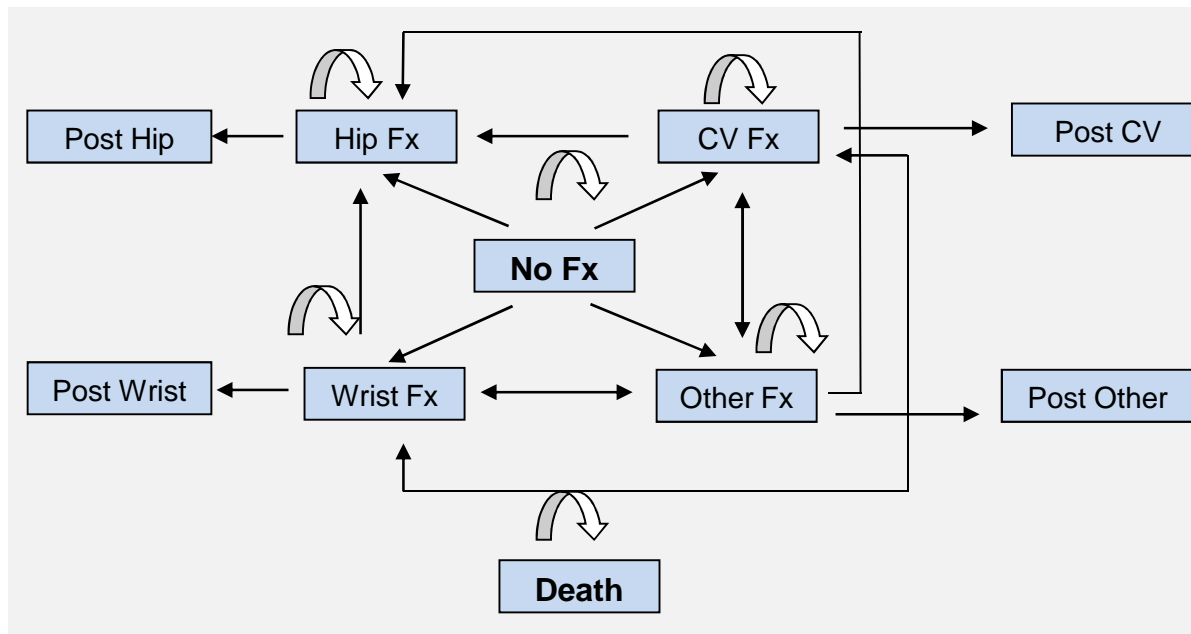 Post Hip
Hip Fx
CV Fx
Post CV
No Fx
Post Wrist
Wrist Fx
Other Fx
Post Other
Death